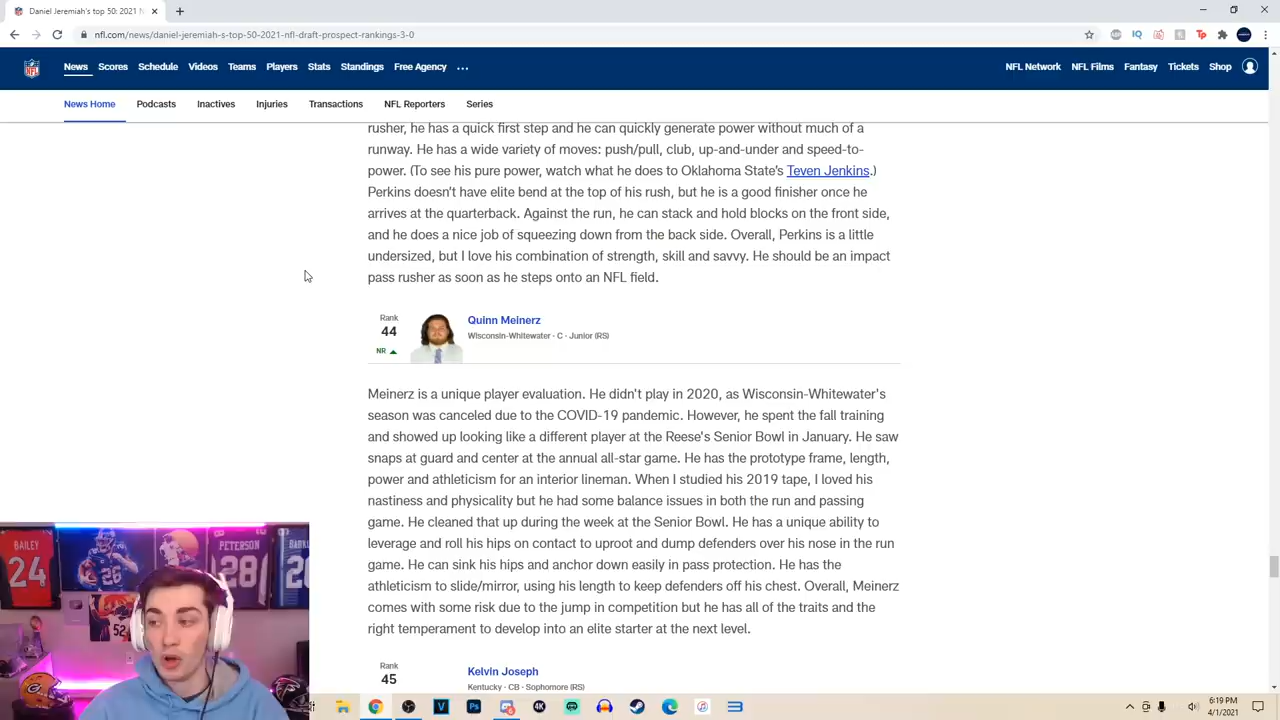 Daniel Jeremiah's top 50: 2021 N
nfl.com/news/daniel-jeremiah-s-top-50-2021-nfl-draft-prospect-rankings-3-0
News Scores Schedule Videos Teams Players Stats Standings Free Agency ...
NFL Network NFL Films Fantasy Tickets Shop
News Home Podcasts Inactives Injuries Transactions NFL Reporters Series
rusher, he has a quick first step and he can quickly generate power without much of a
runway. He has a wide variety of moves: push/pull, club, up-and-under and speed-to-
power. (To see his pure power, watch what he does to Oklahoma State's Teven Jenkins.)
Perkins doesn't have elite bend at the top of his rush, but he is a good finisher once he
arrives at the quarterback. Against the run, he can stack and hold blocks on the front side,
and he does a nice job of squeezing down from the back side. Overall, Perkins is a little
undersized, but I love his combination of strength, skill and savvy. He should be an impact
pass rusher as soon as he steps onto an NFL field.
Rank
44
NR
Quinn Meinerz
Wisconsin-Whitewater · C · Junior (RS)
Meinerz is a unique player evaluation. He didn't play in 2020, as Wisconsin-Whitewater's
season was canceled due to the COVID-19 pandemic. However, he spent the fall training
and showed up looking like a different player at the Reese's Senior Bowl in January. He saw
snaps at guard and center at the annual all-star game. He has the prototype frame, length,
power and athleticism for an interior lineman. When I studied his 2019 tape, I loved his
nastiness and physicality but he had some balance issues in both the run and passing
game. He cleaned that up during the week at the Senior Bowl. He has a unique ability to
leverage and roll his hips on contact to uproot and dump defenders over his nose in the run
game. He can sink his hips and anchor down easily in pass protection. He has the
athleticism to slide/mirror, using his length to keep defenders off his chest. Overall, Meinerz
comes with some risk due to the jump in competition but he has all of the traits and the
right temperament to develop into an elite starter at the next level.
Rank
45
Kelvin Joseph
Kentucky · CB · Sophomore (RS)
BAILEY
24
26
PETERSON
28
52
4K
6:19 PM
4/11/2021